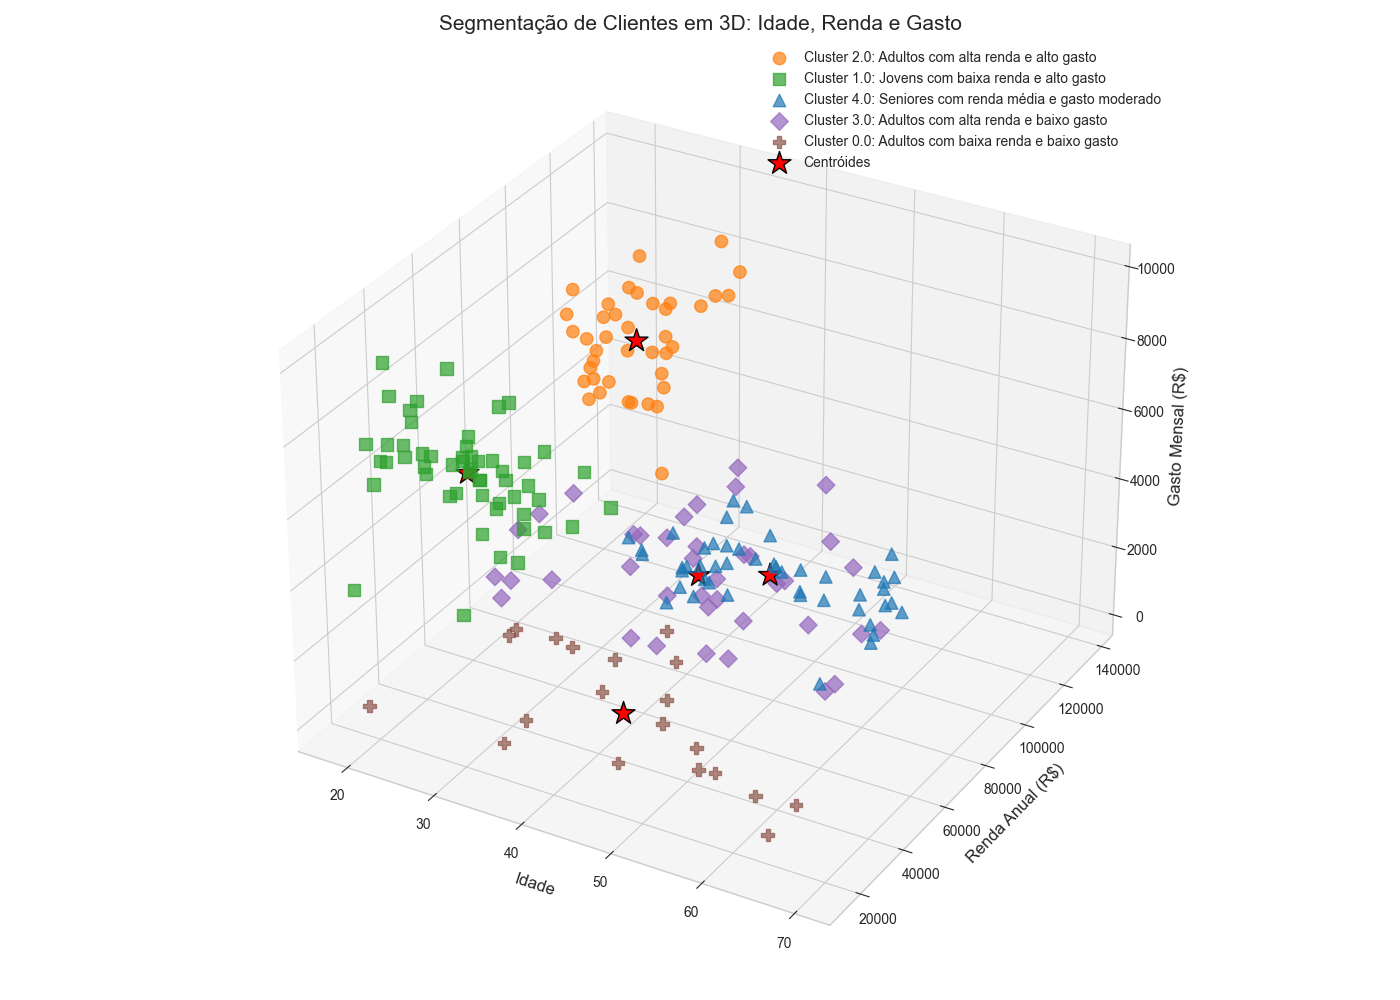 Segmentação de Clientes em 3D: Idade, Renda e Gasto
Cluster 2.0: Adultos com alta renda e alto gasto
Cluster 1.0: Jovens com baixa renda e alto gasto
Cluster 4.0: Seniores com renda média e gasto moderado
Cluster 3.0: Adultos com alta renda e baixo gasto
Cluster 0.0: Adultos com baixa renda e baixo gasto
Centróides
10000
8000
6000
4000
2000
0
Gasto Mensal (R$)
140000
120000
100000
80000
60000
40000
20000
Renda Anual (R$)
20
30
40
50
60
70
Idade